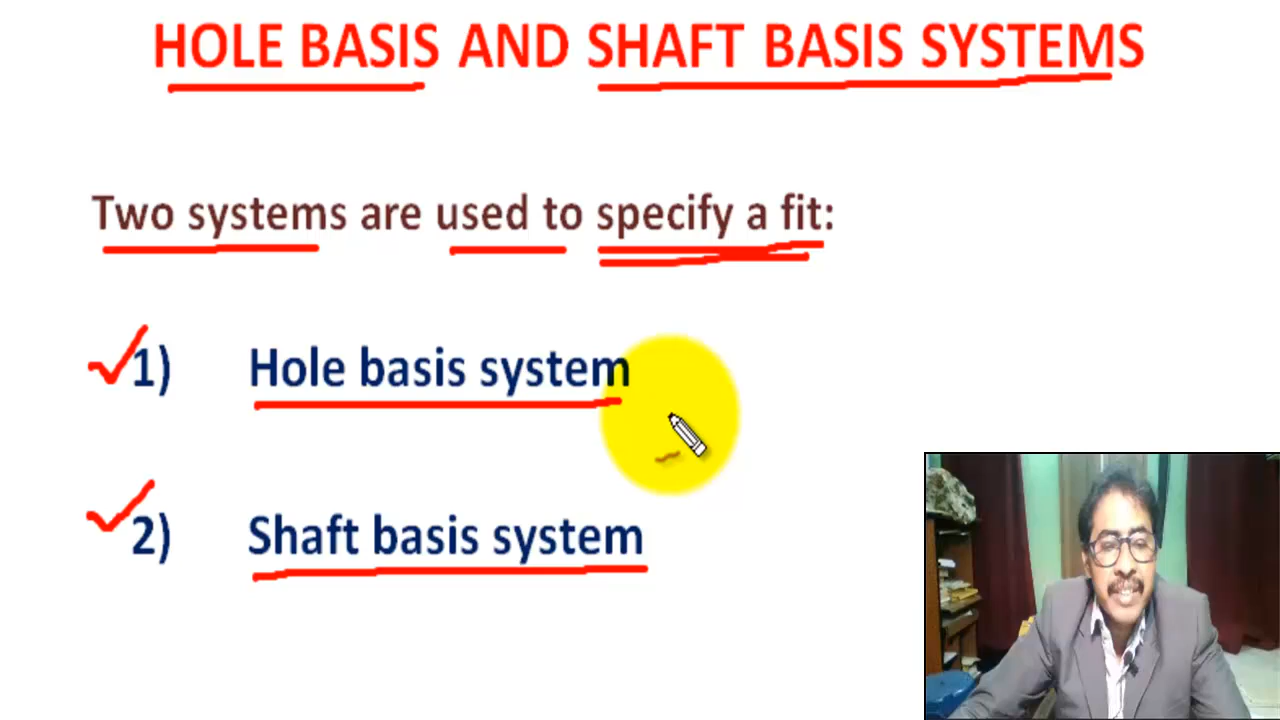 HOLE BASIS AND SHAFT BASIS SYSTEMS
Two systems are used to specify a fit:
1) Hole basis system
2) Shaft basis system